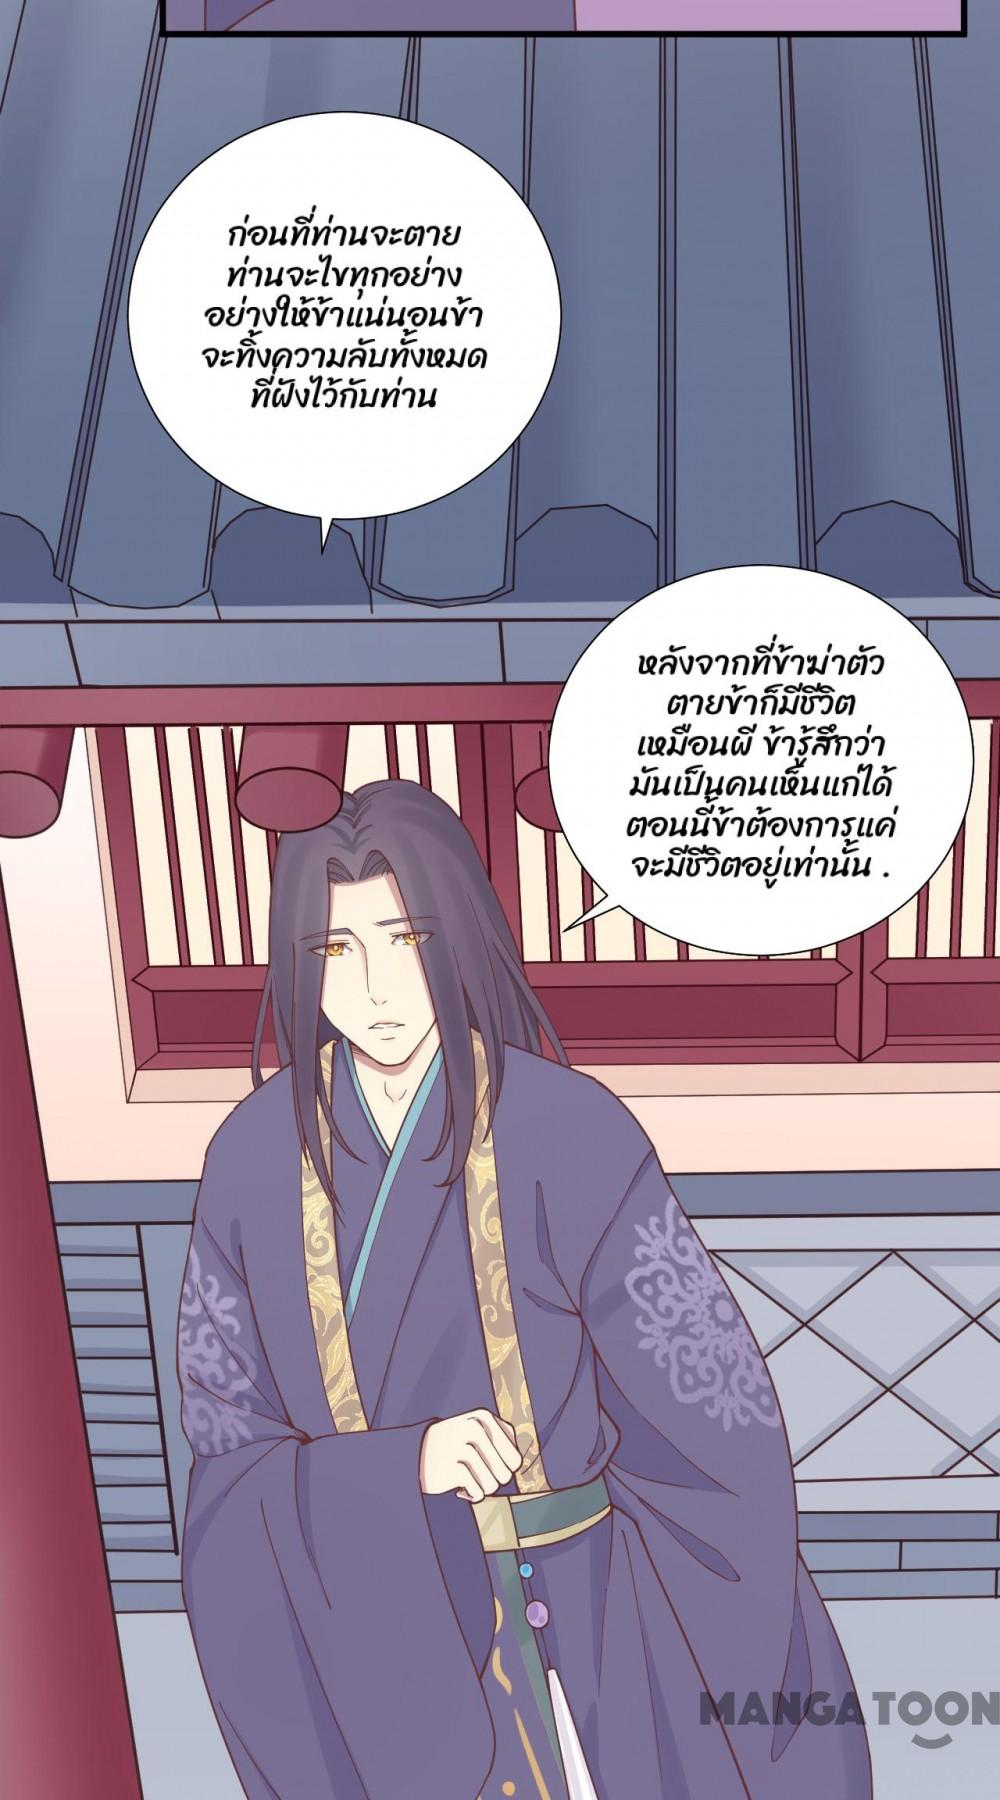 ก่อนที่ท่านจะตาย
ท่านจะไขทุกอย่าง
อย่างให้ข้าแน่นอนข้า
จะทิ้งความลับทั้งหมด
ที่ฝังไว้กับท่าน
หลังจากที่ข้าฆ่าตัว
ตายข้าก็มีชีวิต
เหมือนผี ข้ารู้สึกว่า
มันเป็นคนเห็นแก่ได้
ตอนนี้ข้าต้องการแค่
จะมีชีวิตอยู่เท่านั้น .
MANGATOON